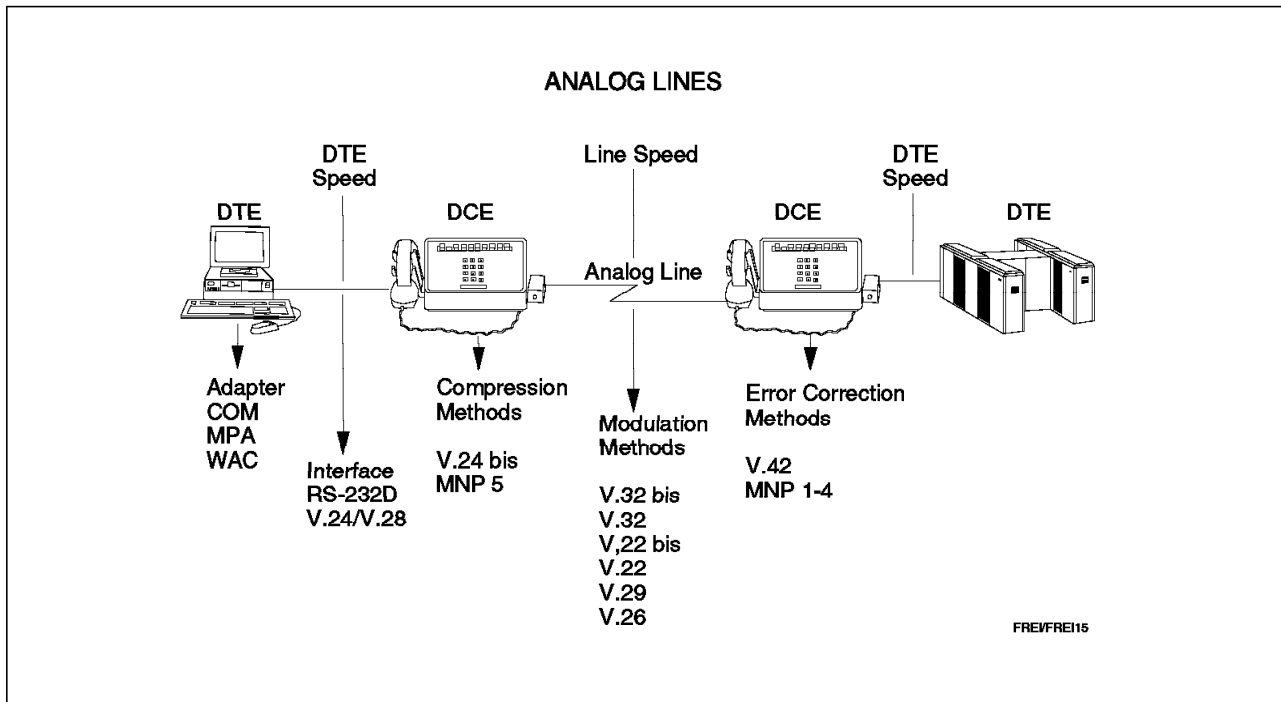 ANALOG LINES
DTE
Speed
Line Speed
DTE
Speed
DTE
DCE
DCE
DTE
Analog Line
Adapter
COM
MPA
WAC
Interface
RS-232D
V.24/V.28
Compression
Methods
V.24 bis
MNP 5
Modulation
Methods
V.32 bis
V.32
V,22 bis
V.22
V.29
V.26
Error Correction
Methods
V.42
MNP 1-4
FREI/FREI15